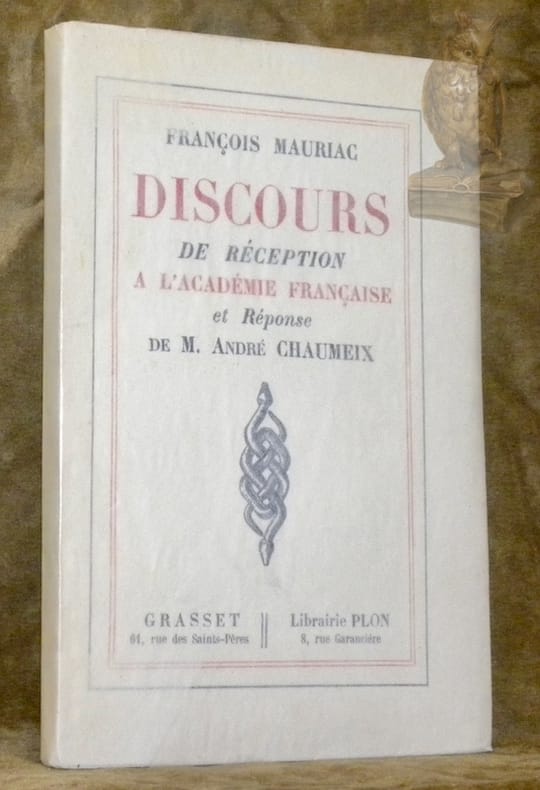 FRANÇOIS MAURIAC
DISCOURS
DE RÉCEPTION
A L'ACADÉMIE FRANÇAISE
et Réponse
DE M. ANDRÉ CHAUMEIX
GRASSET
61, rue des Saints-Pères
Librairie PLON
8, rue Garancière